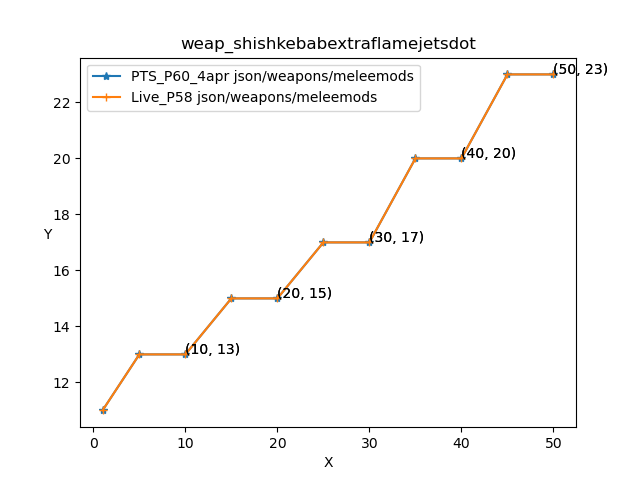 weap_shishkebabextraflamejetsdot
PTS_P60_4apr json/weapons/meleemods
Live_P58 json/weapons/meleemods
(50, 23)
22
(40, 20)
20
18
Y
(30, 17)
16
(20, 15)
14
(10, 13)
12
0 10 20 30 40 50
X